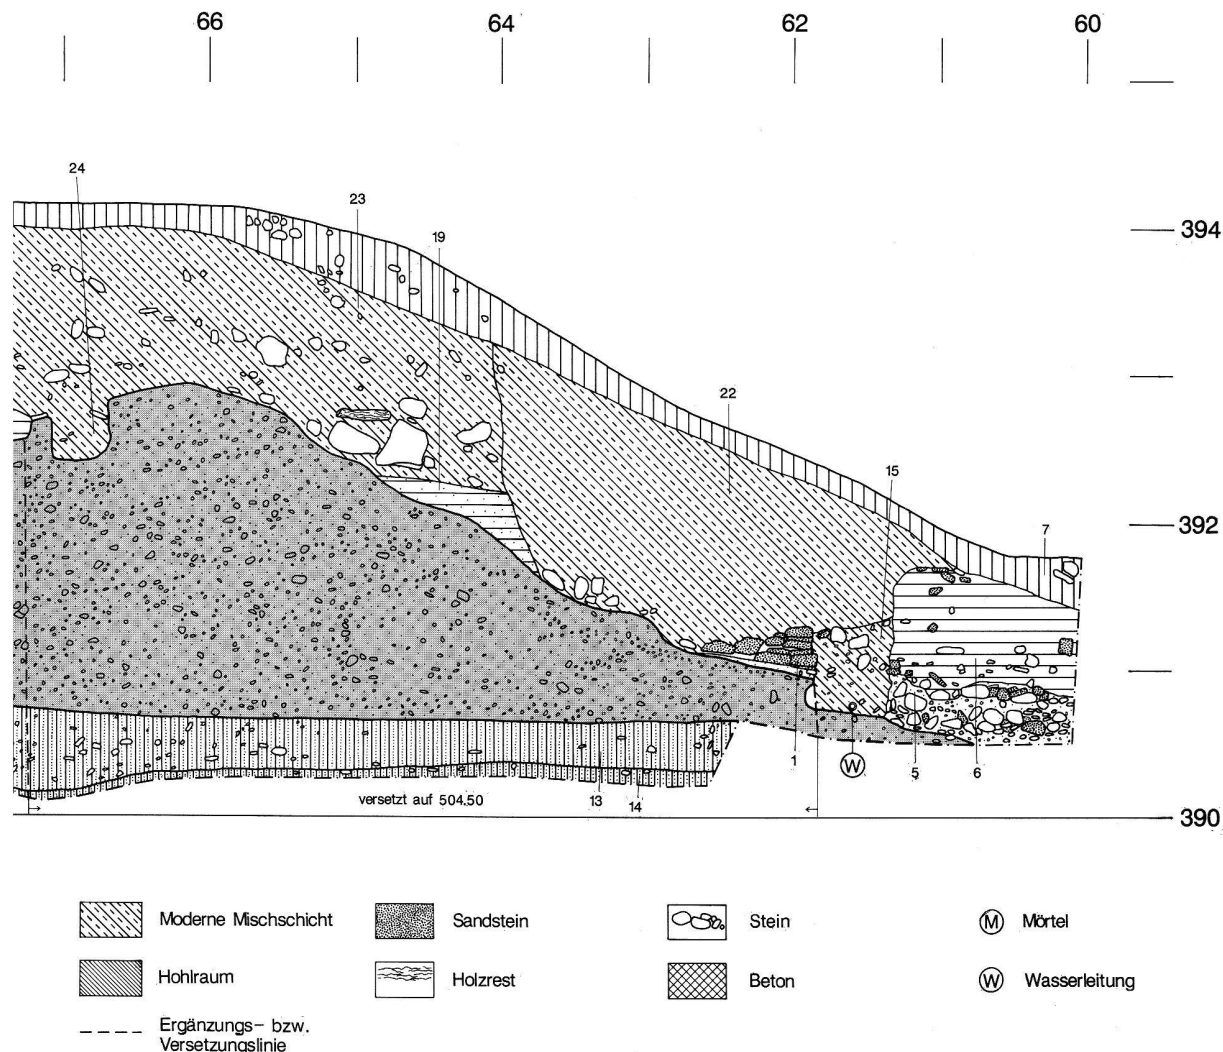 66 64 62 60
24
23
19
394
22
15
7
392
1
W
5
6
versetzt auf 504.50
13
14
390
Moderne Mischschicht
Sandstein
Stein
M Mörtel
Hohlraum
Holzrest
Beton
W Wasserleitung
Ergänzungs- bzw.
Versetzungslinie